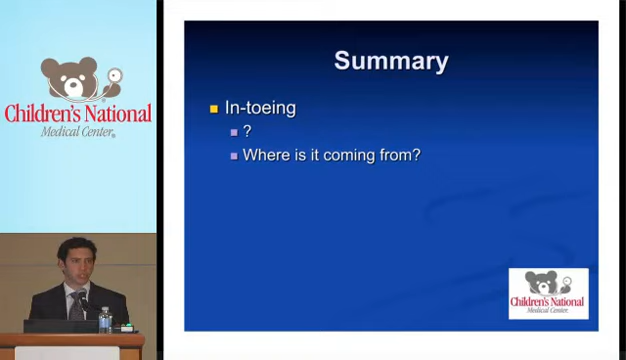 Children's National
Medical Center®
Summary
In-toeing
?
Where is it coming from?
Children's National
Medical Center